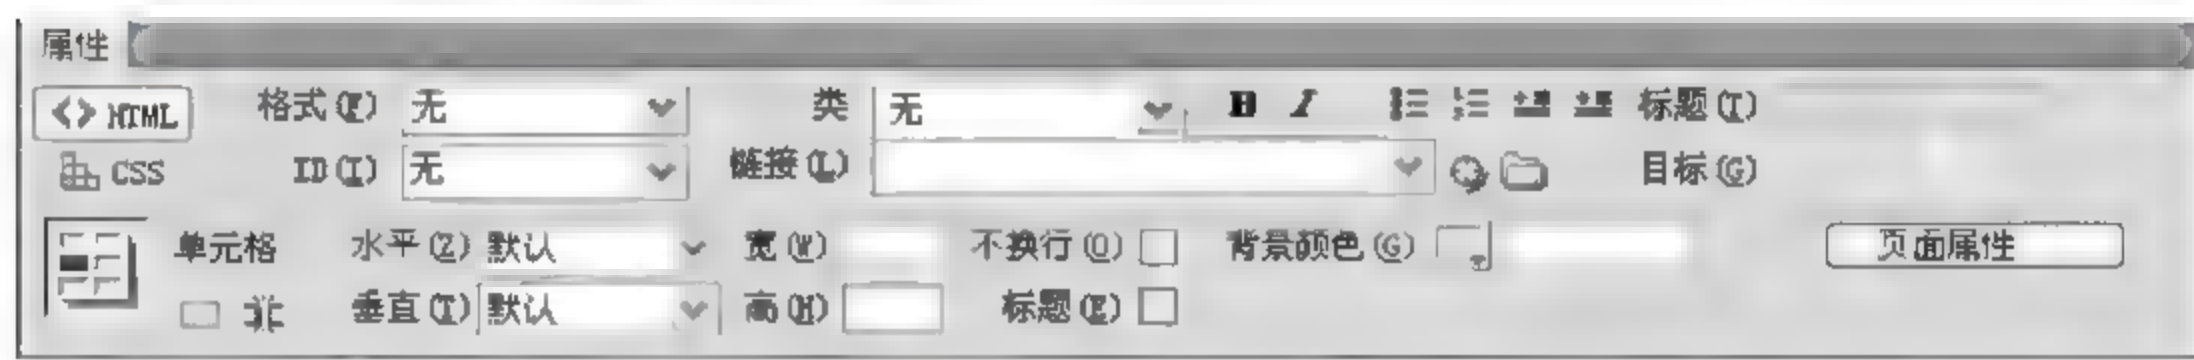 属性
<> HTML 格式(F) 无 类 无 B I 标题(T)
CSS ID(I) 无 链接(L) 目标(G)
单元格 水平(Z) 默认 宽(W) 不换行(O) 背景颜色(G) 页面属性
垂直(T) 默认 高(H) 标题(E)